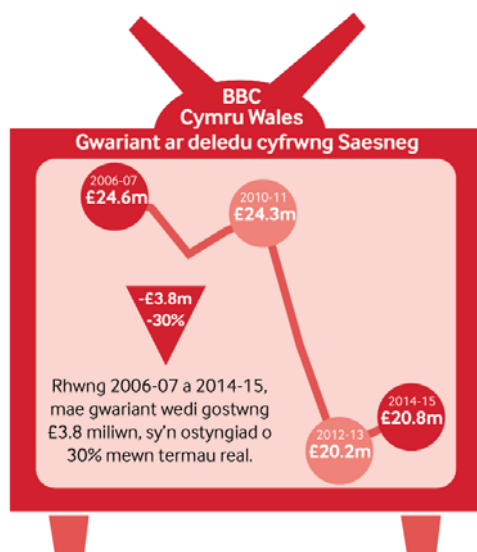 BBC
Cymru Wales
Gwariant ar deledu cyfrwng Saesneg
2006-07
£24.6m
2010-11
£24.3m
-£3.8m
-30%
Rhwng 2006-07 a 2014-15,
mae gwariant wedi gostwng
£3.8 miliwn, sy'n ostyngiad o
30% mewn termau real.
2014-15
£20.8m
2012-13
£20.2m